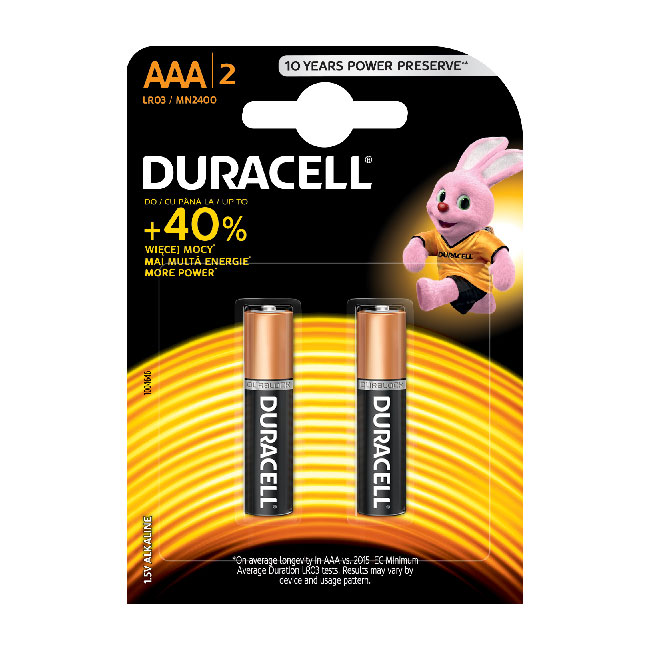 AAA|2
LR03 / MN2400
10 YEARS POWER PRESERVE**
DURACELL®
DO / CU PÂNĂ LA / UP TO
+40%
WIĘCEJ MOCY*
MAI MULTĂ ENERGIE*
MORE POWER*
DURACELL
DURALOCK
DURALOCK
DURACELL®
DURACELL®
1.5V ALKALINE
*On average longevity in AAA vs. 2015 IEC Minimum
Average Duration LR03 tests. Results may vary by
device and usage pattern.